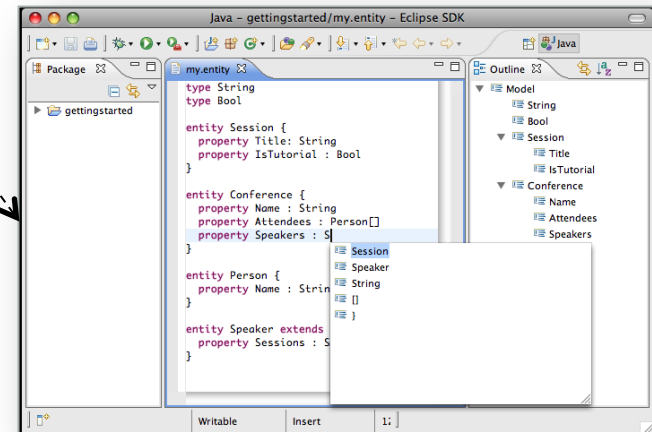 Java – gettingstarted/my.entity – Eclipse SDK
Java
Package
gettingstarted
my.entity
type String
type Bool
entity Session {
property Title: String
property IsTutorial : Bool
}
entity Conference {
property Name : String
property Attendees : Person[]
property Speakers : S
}
entity Person {
property Name : Strin
}
entity Speaker extends
property Sessions : S
}
Session
Speaker
String
[]
}
Outline
Model
String
Bool
Session
Title
IsTutorial
Conference
Name
Attendees
Speakers
Writable
Insert